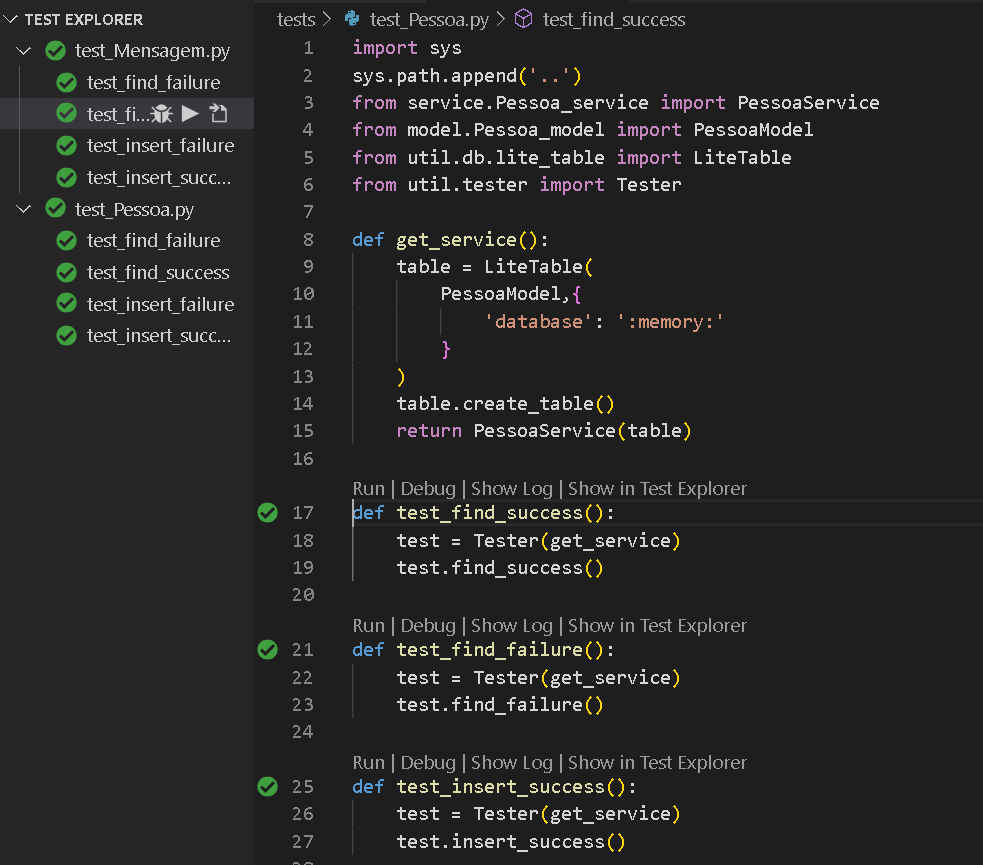 TEST EXPLORER
test_Mensagem.py
test_find_failure
test_fi...
test_insert_failure
test_insert_succ...
test_Pessoa.py
test_find_failure
test_find_success
test_insert_failure
test_insert_succ...
tests > test_Pessoa.py > test_find_success
1 import sys
2 sys.path.append('..')
3 from service.Pessoa_service import PessoaService
4 from model.Pessoa_model import PessoaModel
5 from util.db.lite_table import LiteTable
6 from util.tester import Tester
7
8 def get_service():
9     table = LiteTable(
10         PessoaModel,{
11             'database': ':memory:'
12         }
13     )
14     table.create_table()
15     return PessoaService(table)
16
Run | Debug | Show Log | Show in Test Explorer
17 def test_find_success():
18     test = Tester(get_service)
19     test.find_success()
20
Run | Debug | Show Log | Show in Test Explorer
21 def test_find_failure():
22     test = Tester(get_service)
23     test.find_failure()
24
Run | Debug | Show Log | Show in Test Explorer
25 def test_insert_success():
26     test = Tester(get_service)
27     test.insert_success()